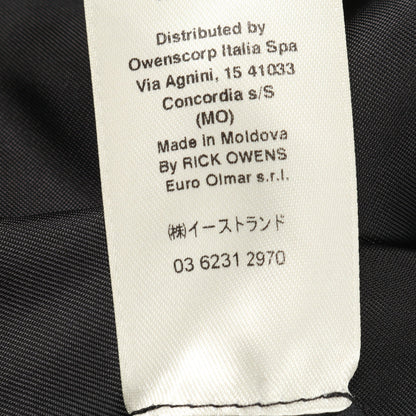 Distributed by
Owenscorp Italia Spa
Via Agnini, 15 41033
Concordia s/S
(MO)
Made in Moldova
By RICK OWENS
Euro Olmar s.r.l.
㈱イーストランド
03 6231 2970